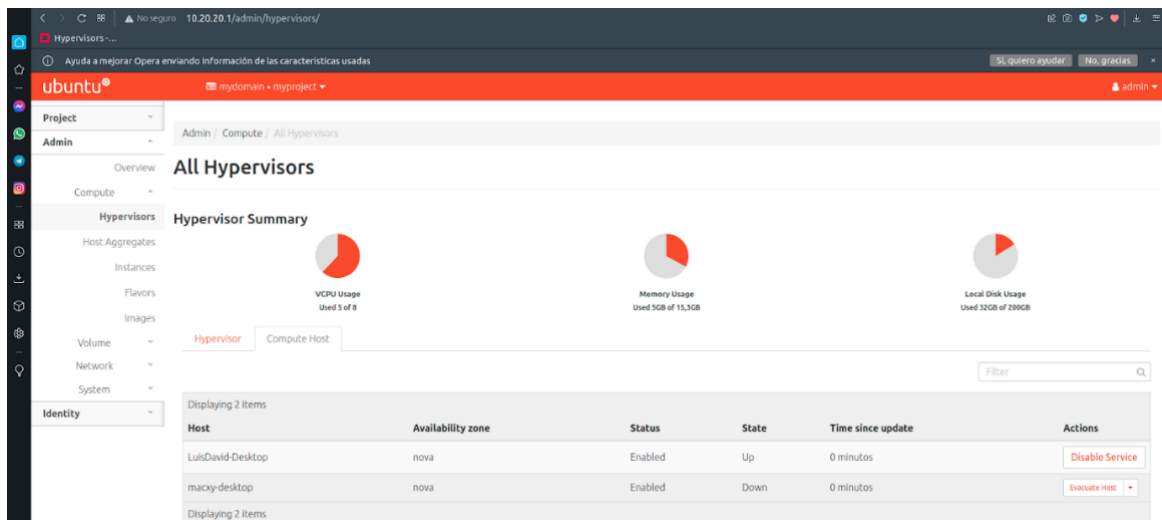 No seguro 10.20.20.1/admin/hypervisors/
Hypervisors -...
Ayuda a mejorar Opera enviando información de las características usadas
Sí, quiero ayudar
No, gracias
ubuntu
mydomain • myproject
admin
Project
Admin
Overview
Compute
Hypervisors
Host Aggregates
Instances
Flavors
Images
Volume
Network
System
Identity
Admin / Compute / All Hypervisors
All Hypervisors
Hypervisor Summary
VCPU Usage
Used 5 of 8
Memory Usage
Used 5GB of 15,3GB
Local Disk Usage
Used 32GB of 200GB
Hypervisor Compute Host
Filter
Displaying 2 items
Host Availability zone Status State Time since update Actions
LuisDavid-Desktop nova Enabled Up 0 minutos Disable Service
macxy-desktop nova Enabled Down 0 minutos Evacuate Host
Displaying 2 items